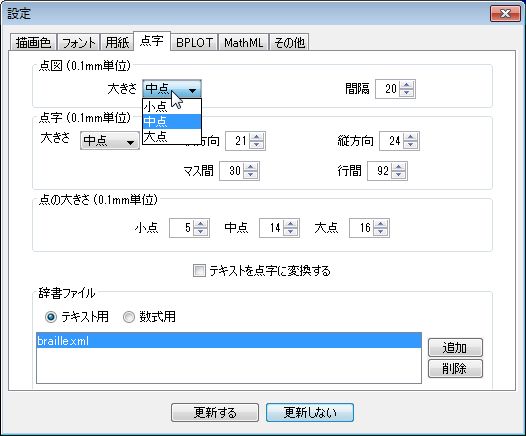 設定
描画色 フォント 用紙 点字 BPLOT MathML その他
点図 (0.1mm単位)
大きさ 中点 間隔 20
小点
中点
大点
点字 (0.1mm単位)
大きさ 中点 方向 21 縦方向 24
マス間 30 行間 92
点の大きさ (0.1mm単位)
小点 5 中点 14 大点 16
テキストを点字に変換する
辞書ファイル
テキスト用 数式用
braille.xml
追加
削除
更新する 更新しない